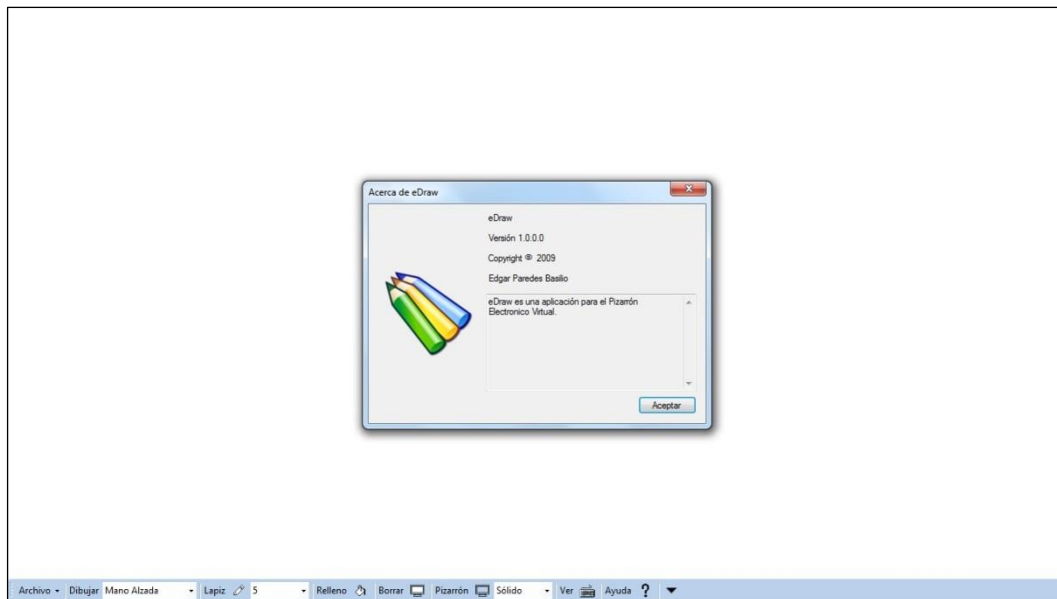 Acerca de eDraw
eDraw
Versión 1.0.0.0
Copyright © 2009
Edgar Paredes Basilio
eDraw es una aplicación para el Pizarrón
Electronico Virtual.
Aceptar
Archivo Dibujar Mano Alzada Lapiz 5 Relleno Borrar Pizarrón Sólido Ver Ayuda ?